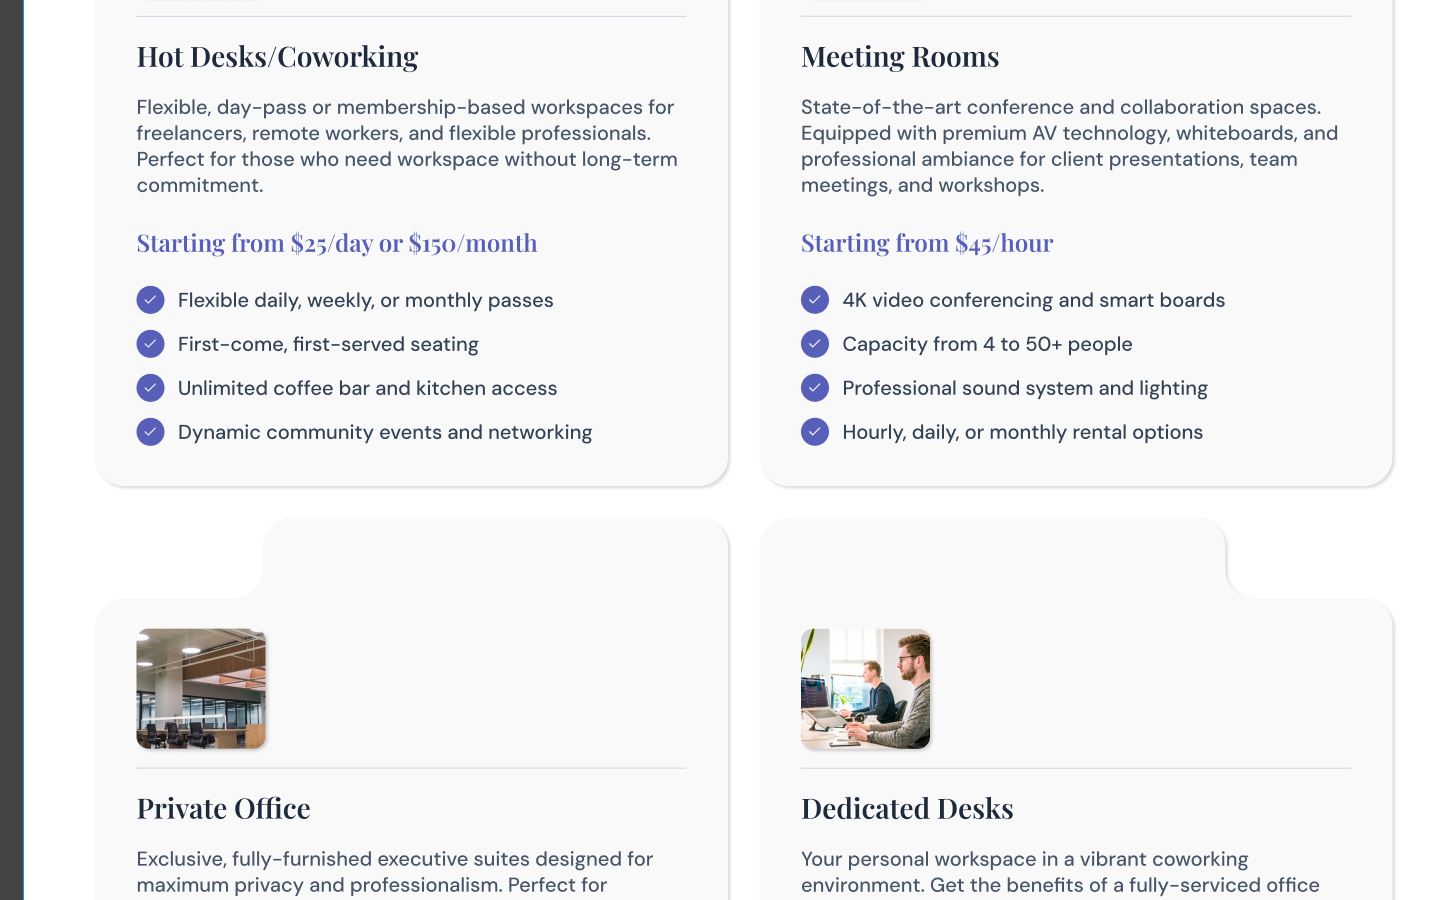 Hot Desks/Coworking
Flexible, day-pass or membership-based workspaces for
freelancers, remote workers, and flexible professionals.
Perfect for those who need workspace without long-term
commitment.
Starting from $25/day or $150/month
Flexible daily, weekly, or monthly passes
First-come, first-served seating
Unlimited coffee bar and kitchen access
Dynamic community events and networking
Meeting Rooms
State-of-the-art conference and collaboration spaces.
Equipped with premium AV technology, whiteboards, and
professional ambiance for client presentations, team
meetings, and workshops.
Starting from $45/hour
4K video conferencing and smart boards
Capacity from 4 to 50+ people
Professional sound system and lighting
Hourly, daily, or monthly rental options
Private Office
Exclusive, fully-furnished executive suites designed for
maximum privacy and professionalism. Perfect for
Dedicated Desks
Your personal workspace in a vibrant coworking
environment. Get the benefits of a fully-serviced office